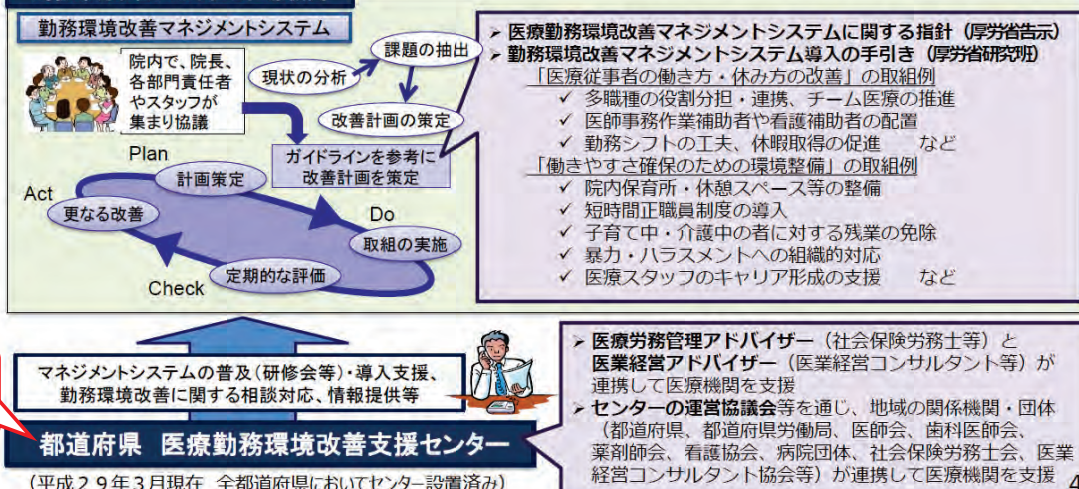 勤務環境改善マネジメントシステム
院内で、院長、
各部門責任者
やスタッフが
集まり協議
現状の分析
課題の抽出
改善計画の策定
ガイドラインを参考に
改善計画を策定
Plan
計画策定
Act
更なる改善
Do
取組の実施
定期的な評価
Check
➢ 医療勤務環境改善マネジメントシステムに関する指針（厚労省告示）
➢ 勤務環境改善マネジメントシステム導入の手引き（厚労省研究班）
「医療従事者の働き方・休み方の改善」の取組例
✓ 多職種の役割分担・連携、チーム医療の推進
✓ 医師事務作業補助者や看護補助者の配置
✓ 勤務シフトの工夫、休暇取得の促進　など
「働きやすさ確保のための環境整備」の取組例
✓ 院内保育所・休憩スペース等の整備
✓ 短時間正職員制度の導入
✓ 子育て中・介護中の者に対する残業の免除
✓ 暴力・ハラスメントへの組織的対応
✓ 医療スタッフのキャリア形成の支援　など
マネジメントシステムの普及（研修会等）・導入支援、
勤務環境改善に関する相談対応、情報提供等
都道府県 医療勤務環境改善支援センター
（平成２９年３月現在 全都道府県においてセンター設置済み）
➢ 医療労務管理アドバイザー（社会保険労務士等）と
医業経営アドバイザー（医業経営コンサルタント等）が
連携して医療機関を支援
➢ センターの運営協議会等を通じ、地域の関係機関・団体
（都道府県、都道府県労働局、医師会、歯科医師会、
薬剤師会、看護協会、病院団体、社会保険労務士会、医業
経営コンサルタント協会等）が連携して医療機関を支援
4